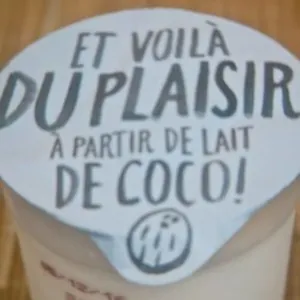 ET VOILÀ
DU PLAISIR
À PARTIR DE LAIT
DE COCO!